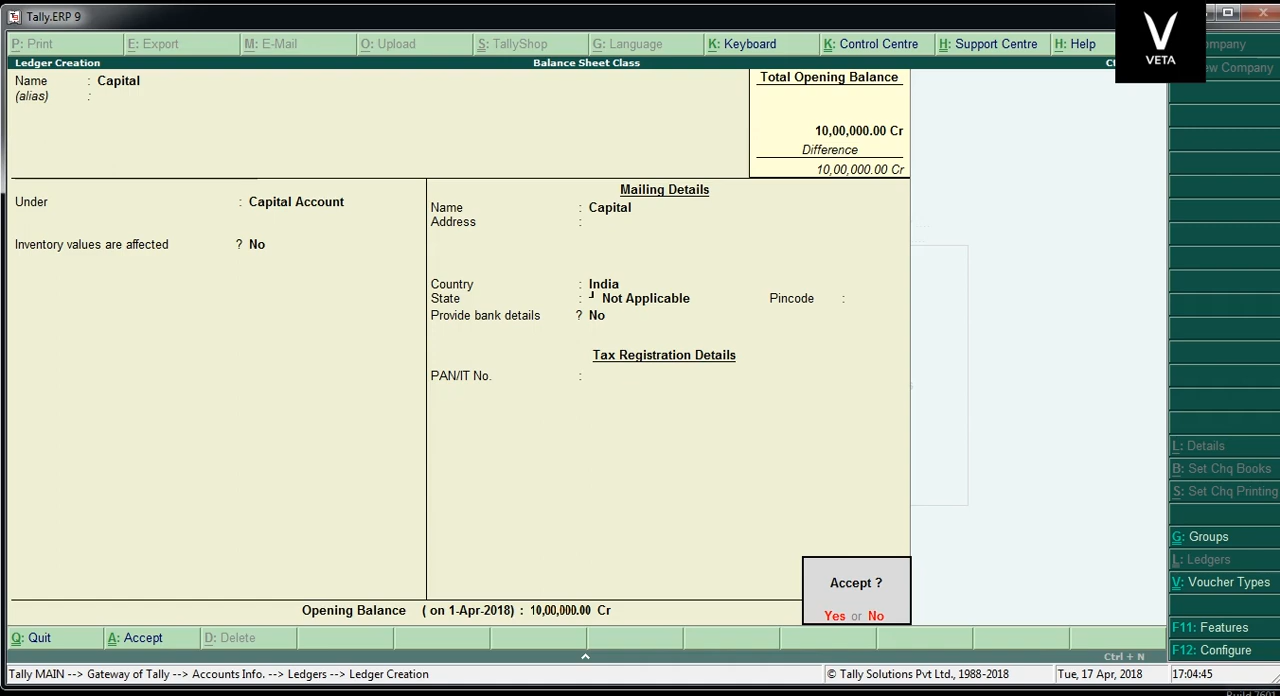 Tally.ERP 9
P: Print E: Export M: E-Mail O: Upload S: TallyShop G: Language K: Keyboard K: Control Centre H: Support Centre H: Help
V
VETA
Ledger Creation Balance Sheet Class
ew Company
Name : Capital
(alias) :
Total Opening Balance
10,00,000.00 Cr
Difference
10,00,000.00 Cr
Under : Capital Account
Inventory values are affected ? No
Mailing Details
Name : Capital
Address :
Country : India
State : ┘ Not Applicable Pincode :
Provide bank details ? No
Tax Registration Details
PAN/IT No. :
L: Details
B: Set Chq Books
S: Set Chq Printing
G: Groups
L: Ledgers
V: Voucher Types
F11: Features
F12: Configure
Accept ?
Yes or No
Opening Balance ( on 1-Apr-2018) : 10,00,000.00 Cr
Q: Quit A: Accept D: Delete
Ctrl + N
Tally MAIN --> Gateway of Tally --> Accounts Info. --> Ledgers --> Ledger Creation © Tally Solutions Pvt Ltd., 1988-2018 Tue, 17 Apr, 2018 17:04:45